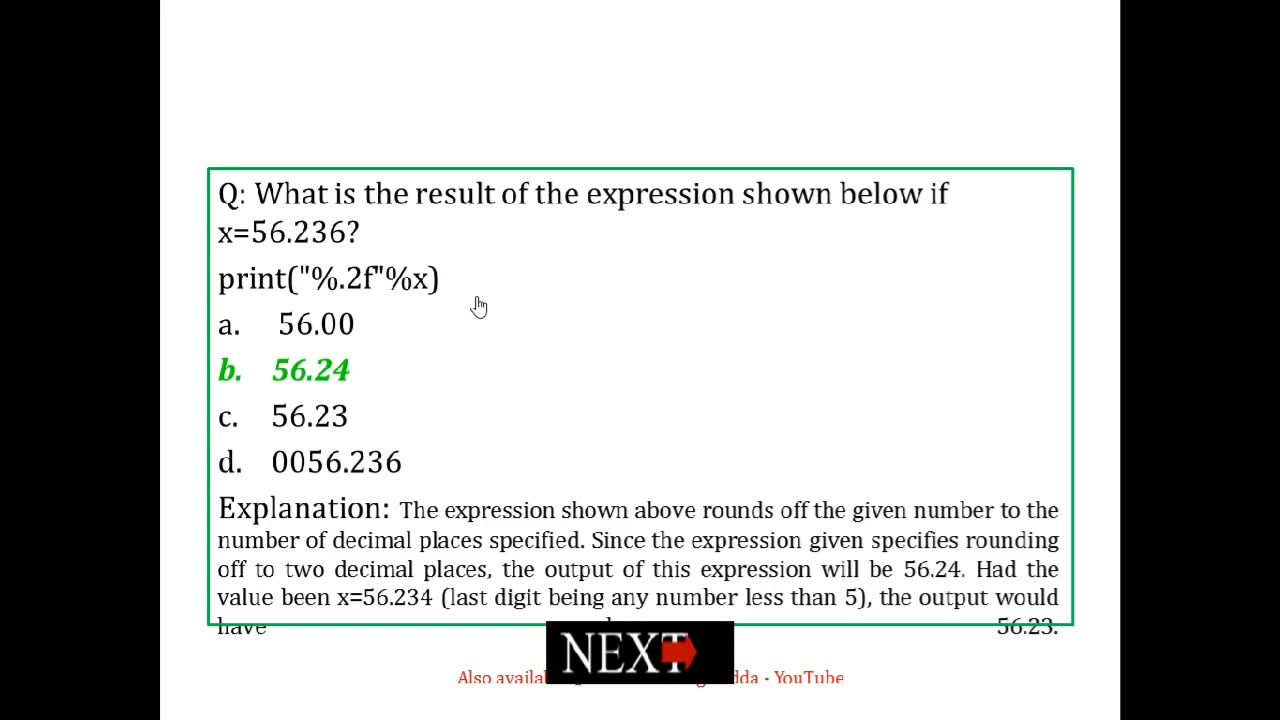 Q: What is the result of the expression shown below if
x=56.236?
print("%.2f"%x)
a. 56.00
b. 56.24
c. 56.23
d. 0056.236
Explanation: The expression shown above rounds off the given number to the
number of decimal places specified. Since the expression given specifies rounding
off to two decimal places, the output of this expression will be 56.24. Had the
value been x=56.234 (last digit being any number less than 5), the output would
have 56.23.
NEXT
Also - YouTube